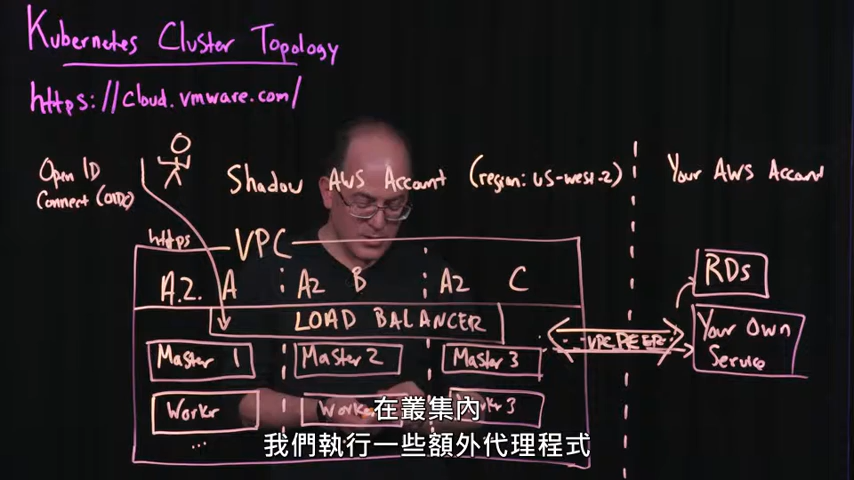 Kubernetes Cluster Topology
https://cloud.vmware.com/
Open ID
Connect (OIDC)
Shadow AWS Account (region: us-west-2)
Your AWS Account
https
VPC
A.Z. A
AZ B
AZ C
LOAD BALANCER
RDs
Your Own
Service
VPC PEER
Master 1
Master 2
Master 3
Worker
...
在叢集內
我們執行一些額外代理程式